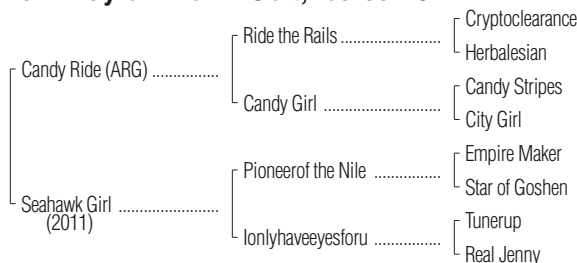 Cryptoclearance
Ride the Rails
Herbalesian
Candy Ride (ARG)
Candy Stripes
Candy Girl
City Girl
Empire Maker
Pioneerof the Nile
Star of Goshen
Seahawk Girl
(2011)
Tunerup
Ionlyhaveeyesforu
Real Jenny